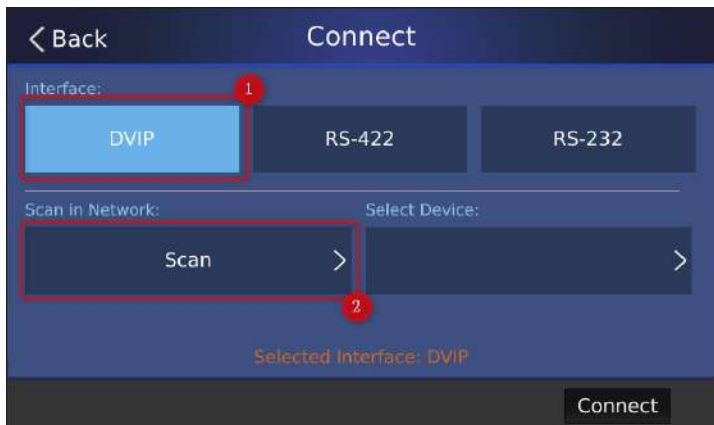 Back
Connect
Interface:
1
DVIP
RS-422
RS-232
Scan in Network:
Select Device:
Scan
2
Selected Interface: DVIP
Connect